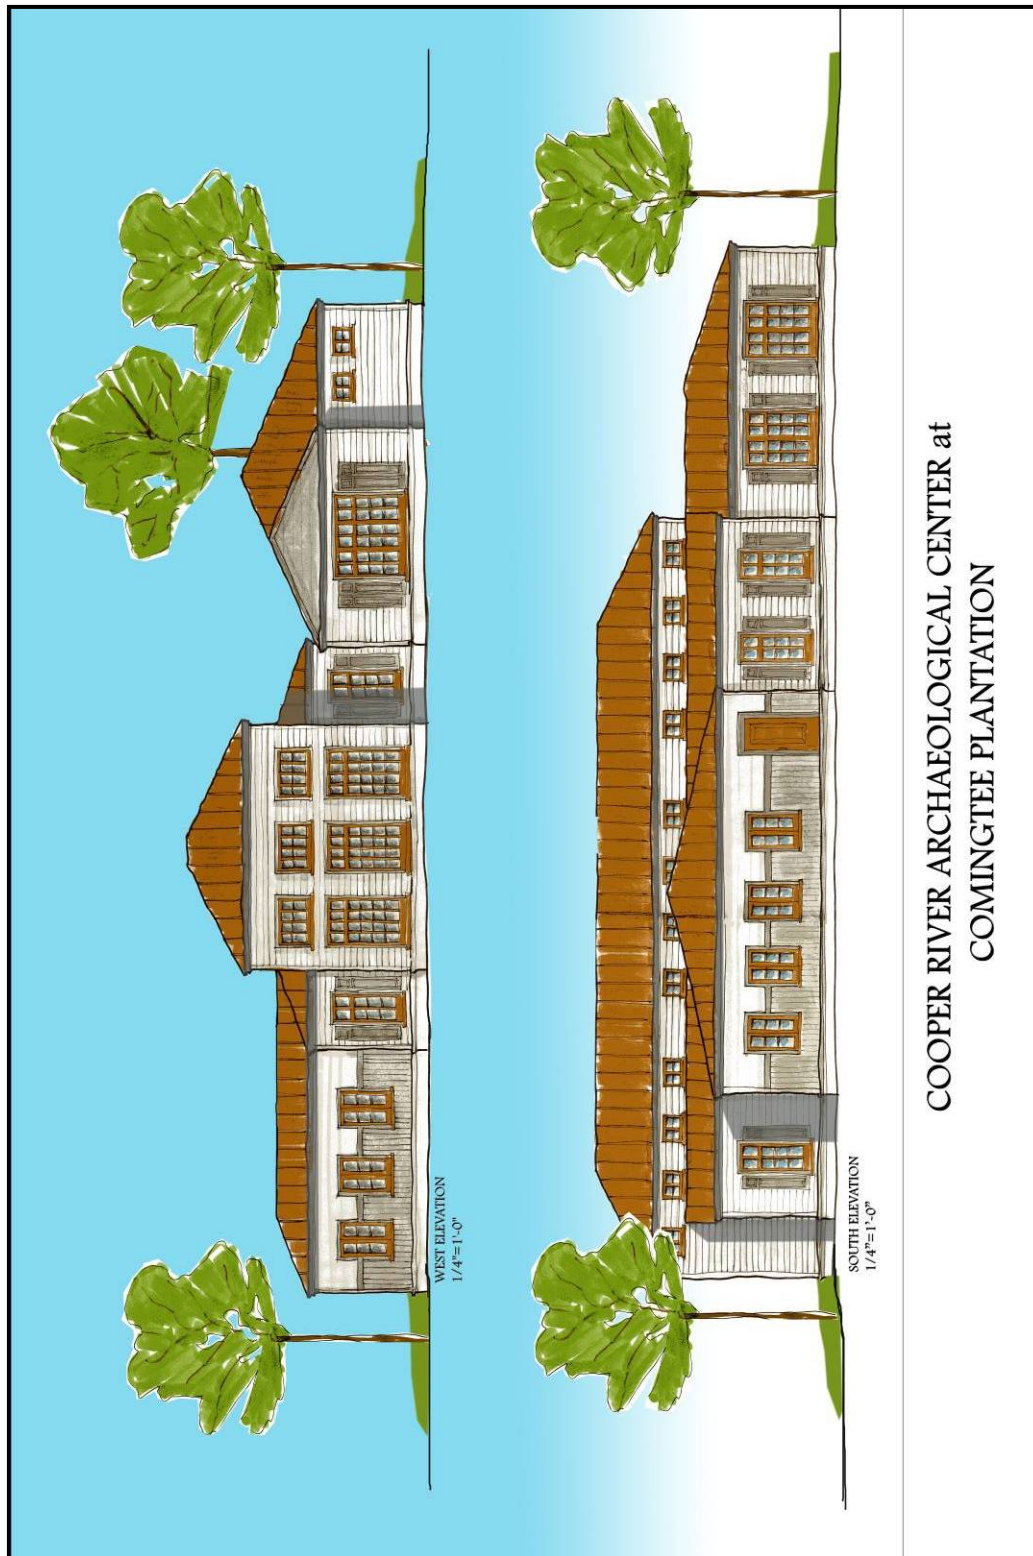 WEST ELEVATION
1/4"=1'-0"
SOUTH ELEVATION
1/4"=1'-0"
COOPER RIVER ARCHAEOLOGICAL CENTER at
COMINGTEE PLANTATION